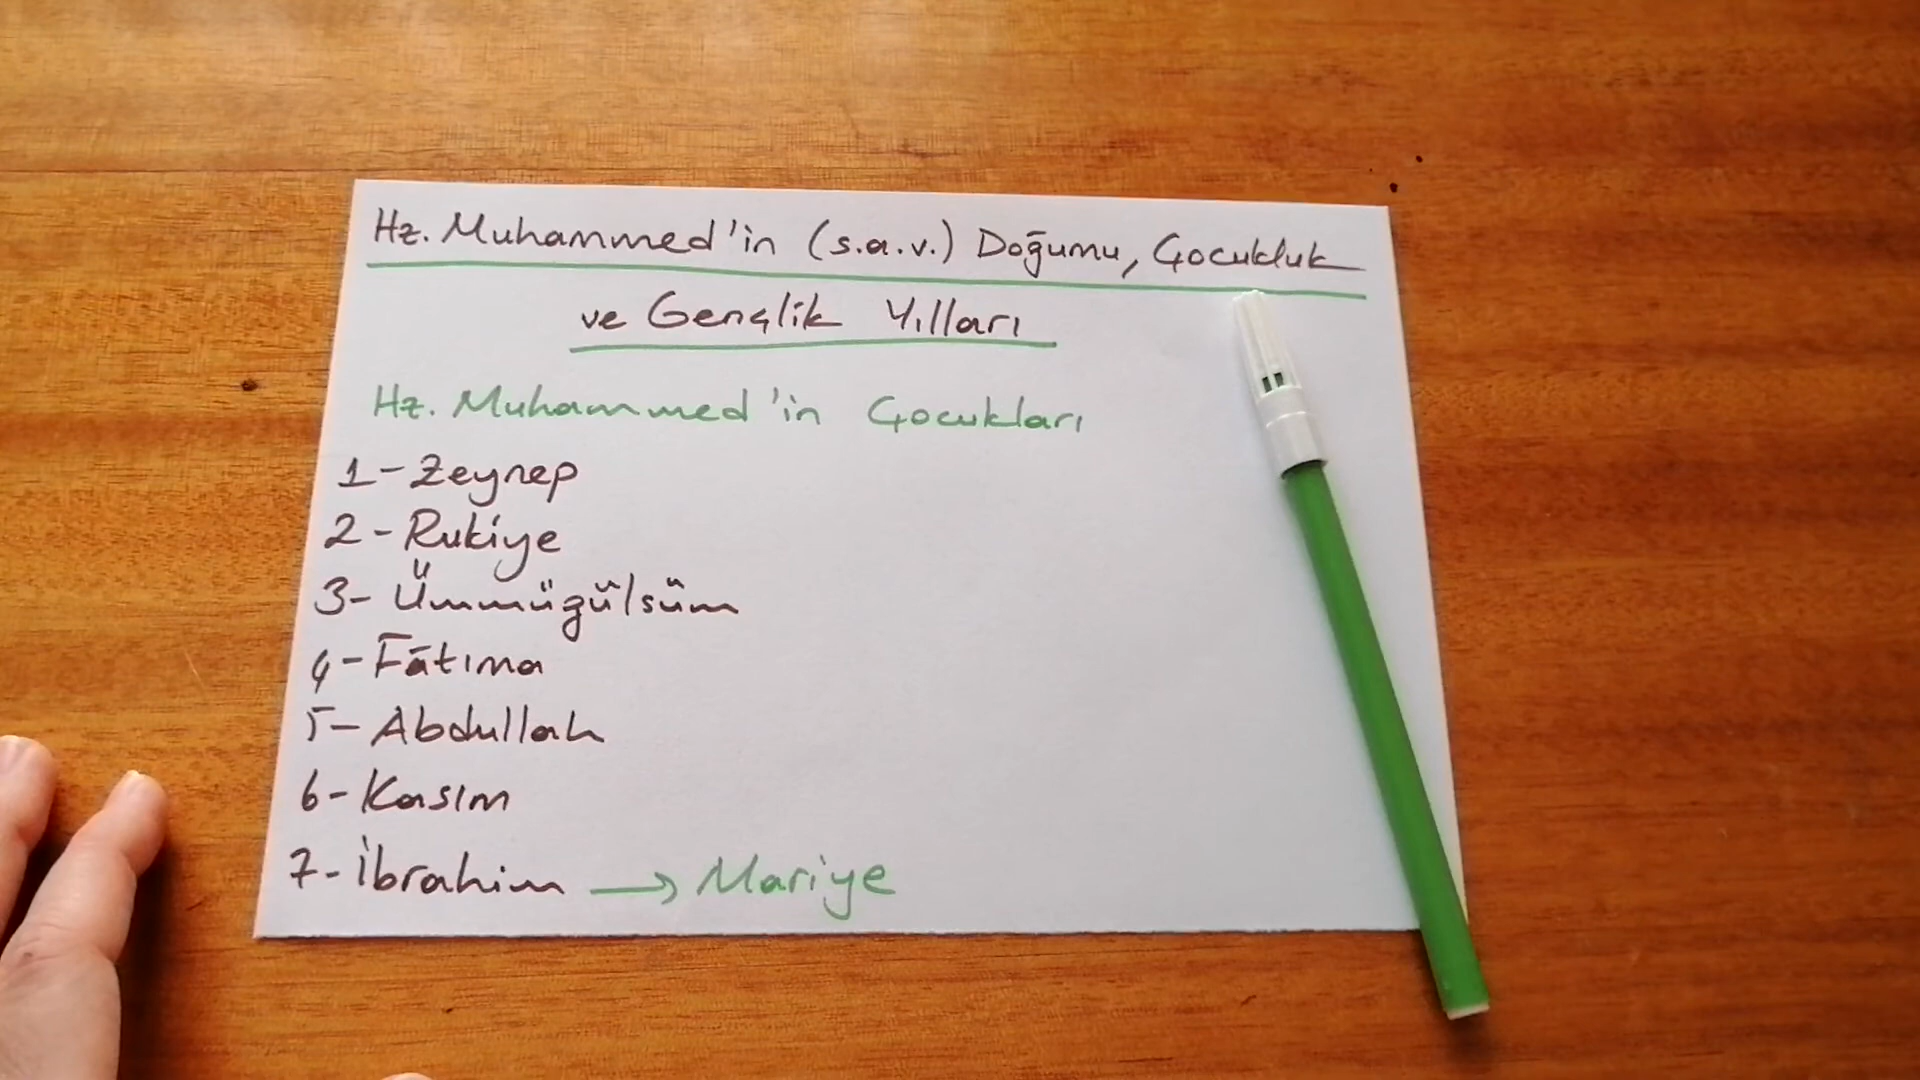 Hz. Muhammed'in (s.a.v.) Doğumu, Çocukluk
ve Gençlik Yılları
Hz. Muhammed'in Çocukları
1- Zeynep
2- Rukiye
3- Ümmügülsüm
4- Fātıma
5- Abdullah
6- Kasım
7- İbrahim → Mariye